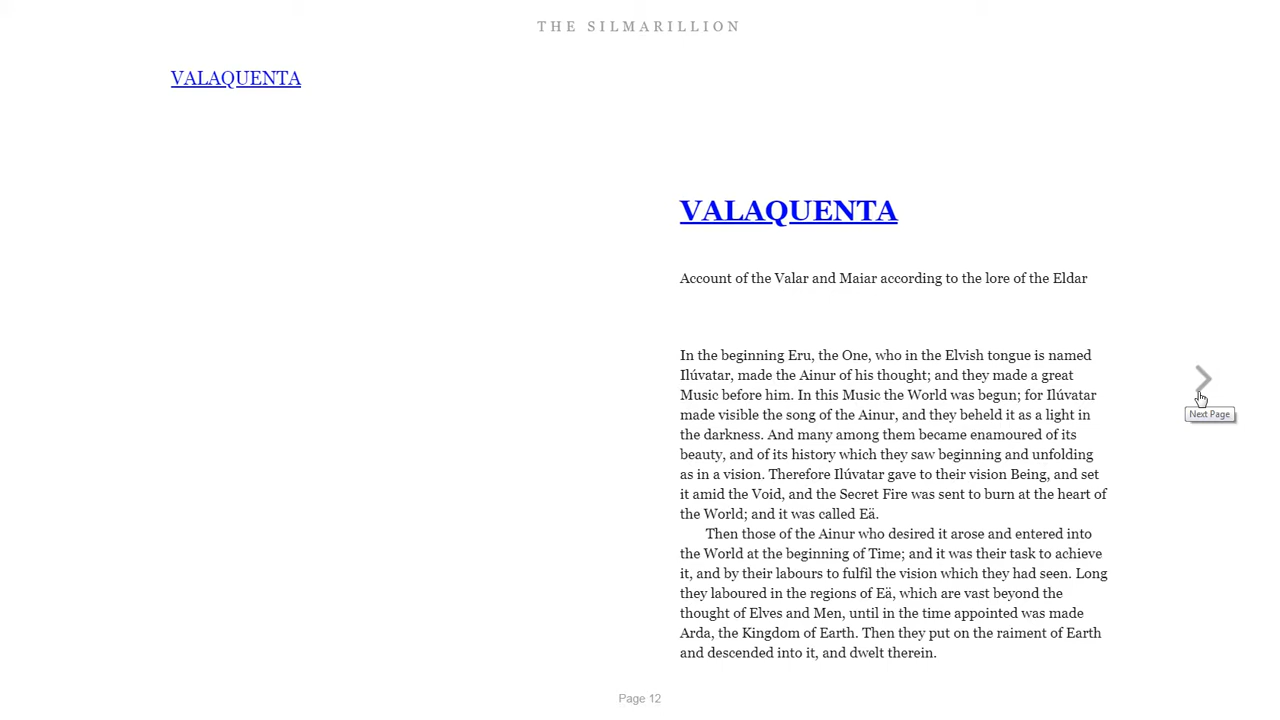 THE SILMARILLION
VALAQUENTA
VALAQUENTA
Account of the Valar and Maiar according to the lore of the Eldar
In the beginning Eru, the One, who in the Elvish tongue is named
Ilúvatar, made the Ainur of his thought; and they made a great
Music before him. In this Music the World was begun; for Ilúvatar
made visible the song of the Ainur, and they beheld it as a light in
the darkness. And many among them became enamoured of its
beauty, and of its history which they saw beginning and unfolding
as in a vision. Therefore Ilúvatar gave to their vision Being, and set
it amid the Void, and the Secret Fire was sent to burn at the heart of
the World; and it was called Eä.
Then those of the Ainur who desired it arose and entered into
the World at the beginning of Time; and it was their task to achieve
it, and by their labours to fulfil the vision which they had seen. Long
they laboured in the regions of Eä, which are vast beyond the
thought of Elves and Men, until in the time appointed was made
Arda, the Kingdom of Earth. Then they put on the raiment of Earth
and descended into it, and dwelt therein.
Next Page
Page 12